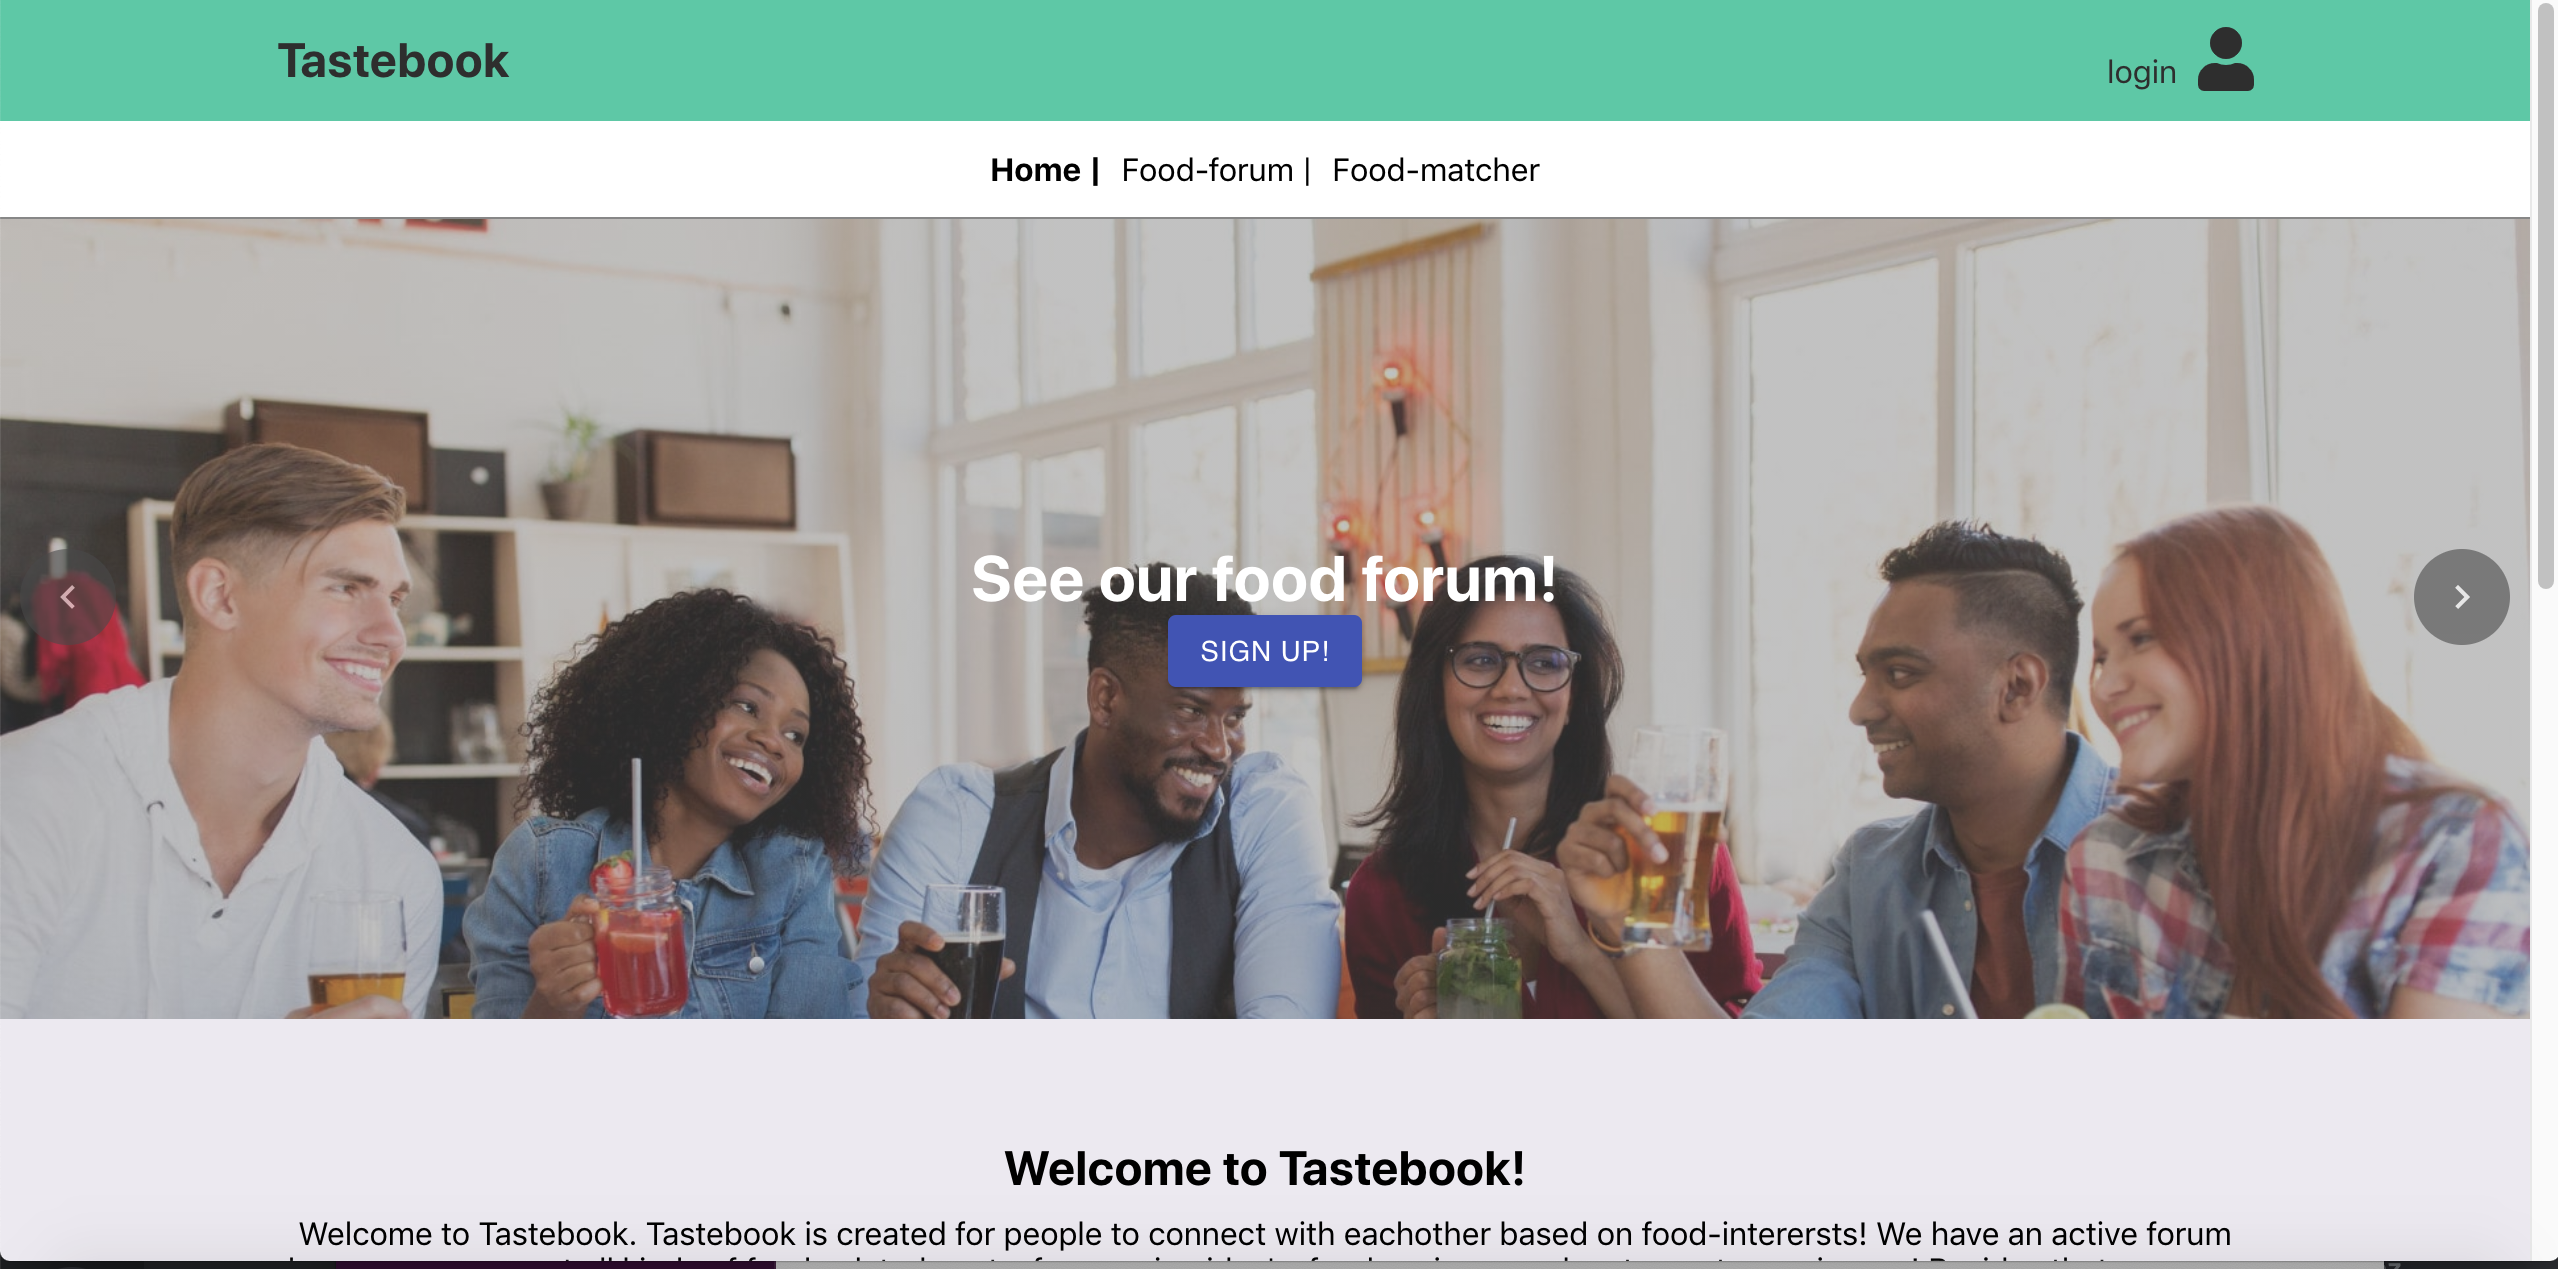 Tastebook
login
Home | Food-forum | Food-matcher
See our food forum!
SIGN UP!
Welcome to Tastebook!
Welcome to Tastebook. Tastebook is created for people to connect with eachother based on food-interersts! We have an active forum